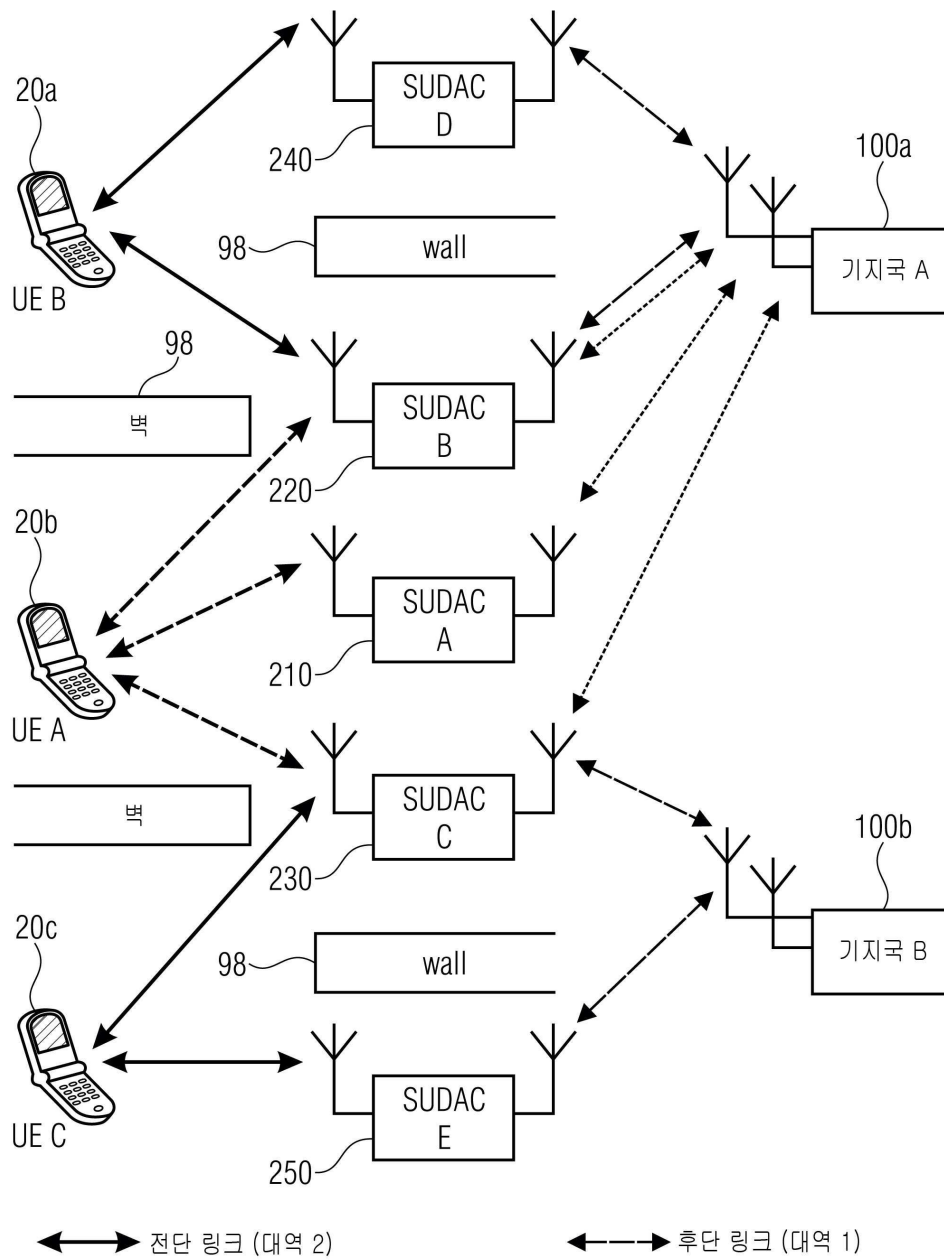 20a
UE B
SUDAC
D
240
100a
기지국 A
98
wall
98
벽
SUDAC
B
220
20b
UE A
SUDAC
A
210
벽
SUDAC
C
230
100b
기지국 B
20c
UE C
98
wall
SUDAC
E
250
전단 링크 (대역 2)
후단 링크 (대역 1)